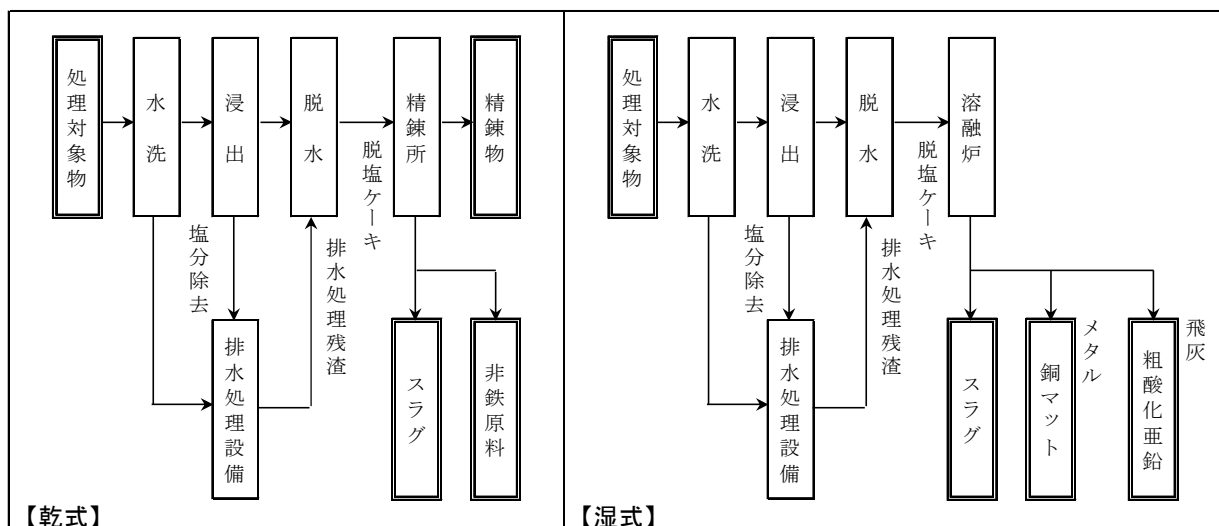 処理対象物
水洗
浸出
脱水
精錬所
精錬物
脱塩ケーキ
塩分除去
排水処理残渣
排水処理設備
スラグ
非鉄原料
【乾式】
処理対象物
水洗
浸出
脱水
溶融炉
脱塩ケーキ
塩分除去
排水処理残渣
排水処理設備
スラグ
銅マット
メタル
粗酸化亜鉛
飛灰
【湿式】